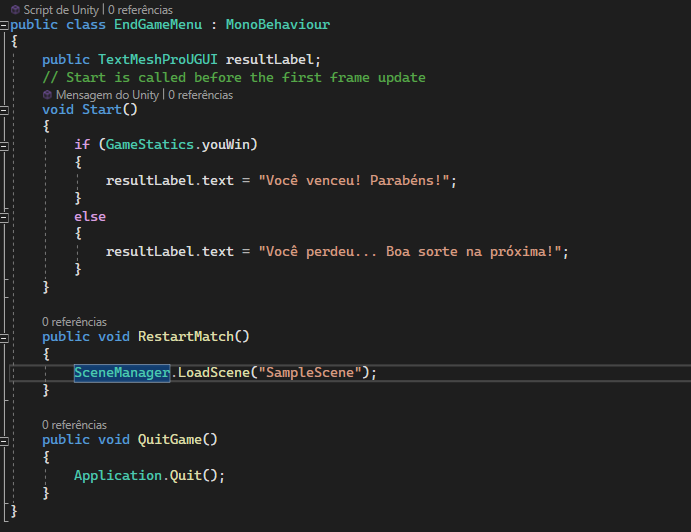 Script de Unity | 0 referências
public class EndGameMenu : MonoBehaviour
{
public TextMeshProUGUI resultLabel;
// Start is called before the first frame update
Mensagem do Unity | 0 referências
void Start()
{
if (GameStatics.youWin)
{
resultLabel.text = "Você venceu! Parabéns!";
}
else
{
resultLabel.text = "Você perdeu... Boa sorte na próxima!";
}
}
0 referências
public void RestartMatch()
{
SceneManager.LoadScene("SampleScene");
}
0 referências
public void QuitGame()
{
Application.Quit();
}
}